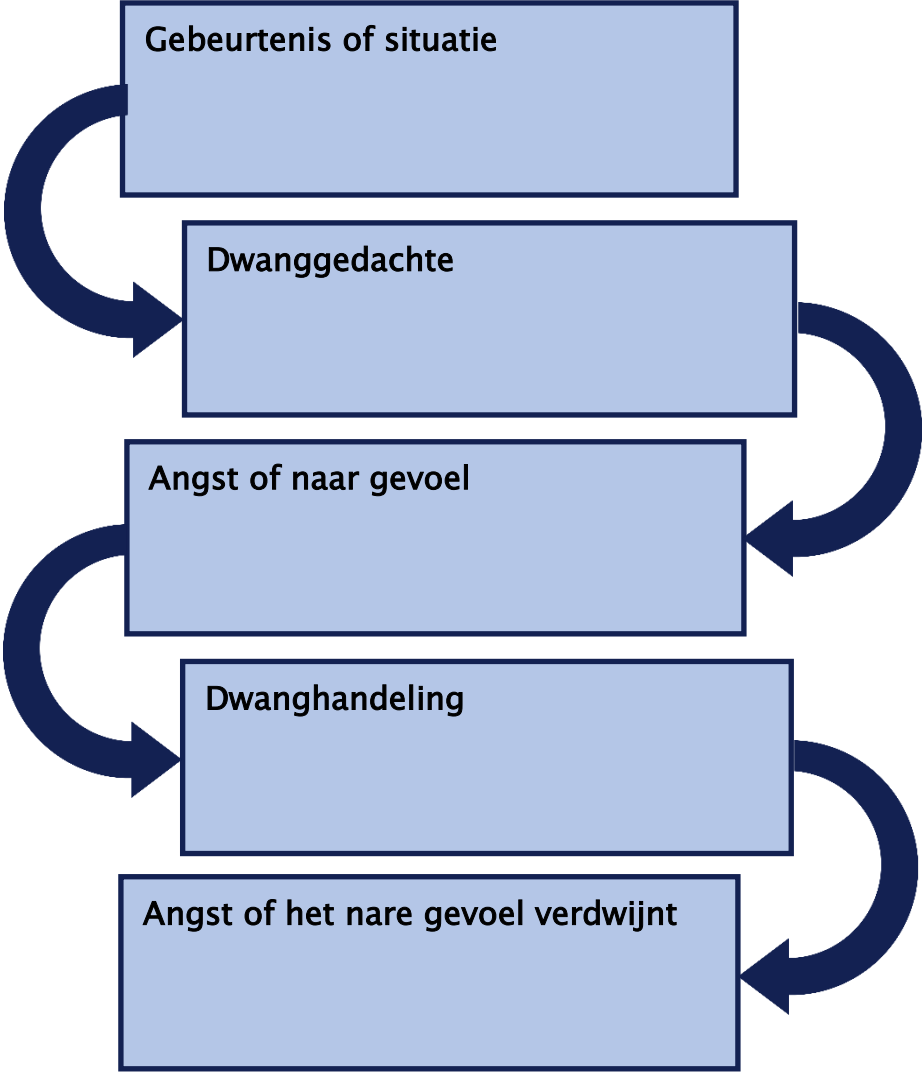 Gebeurtenis of situatie
Dwanggedachte
Angst of naar gevoel
Dwanghandeling
Angst of het nare gevoel verdwijnt